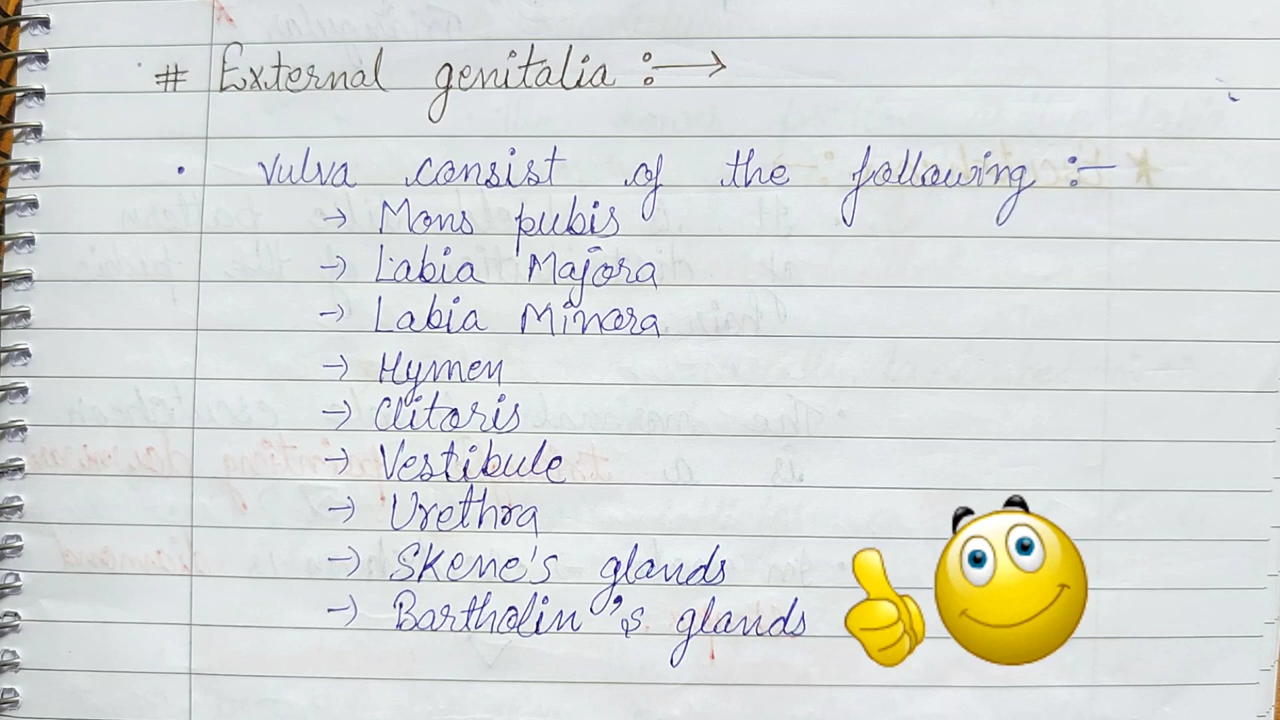 # External genitalia :→
• Vulva consist of the following :-
→ Mons pubis
→ Labia Majora
→ Labia Minora
→ Hymen
→ Clitoris
→ Vestibule
→ Urethra
→ Skene's glands
→ Bartholin's glands